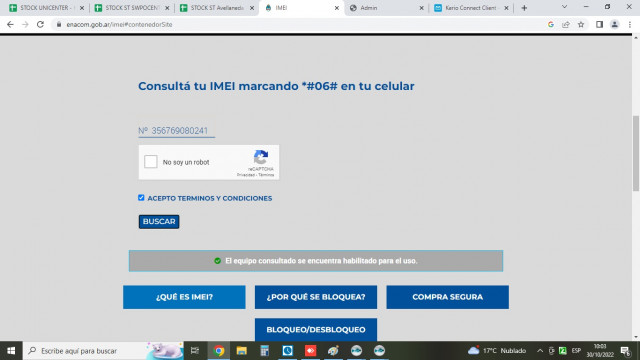 STOCK UNICENTER -
STOCK ST SWPOCENT
STOCK ST Avellaned
IMEI
Admin
Kerio Connect Client
enacom.gob.ar/imei#contenedorSite
Consultá tu IMEI marcando *#06# en tu celular
Nº 356769080241
No soy un robot
reCAPTCHA
Privacidad - Términos
ACEPTO TERMINOS Y CONDICIONES
BUSCAR
El equipo consultado se encuentra habilitado para el uso.
¿QUÉ ES IMEI? ¿POR QUÉ SE BLOQUEA? COMPRA SEGURA
BLOQUEO/DESBLOQUEO
Escribe aquí para buscar
17°C Nublado
ESP
10:03
30/10/2022